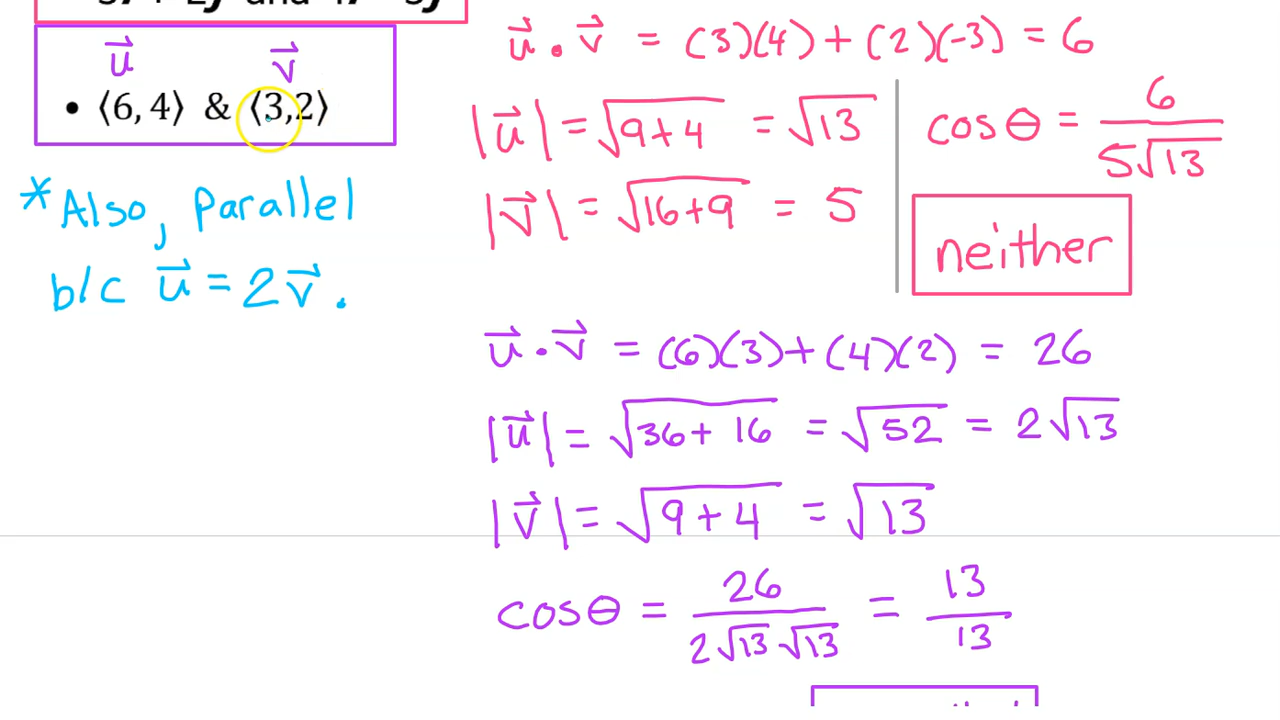 u⃗ · v⃗ = (3)(4) + (2)(-3) = 6
u⃗ v⃗
• ⟨6, 4⟩ & ⟨3,2⟩
|u⃗| = √(9+4) = √13
|v⃗| = √(16+9) = 5
cosθ = 6/(5√13)
neither
*Also, parallel
b/c u⃗ = 2v⃗.
u⃗ · v⃗ = (6)(3) + (4)(2) = 26
|u⃗| = √(36+16) = √52 = 2√13
|v⃗| = √(9+4) = √13
cosθ = 26/(2√13 √13) = 13/13